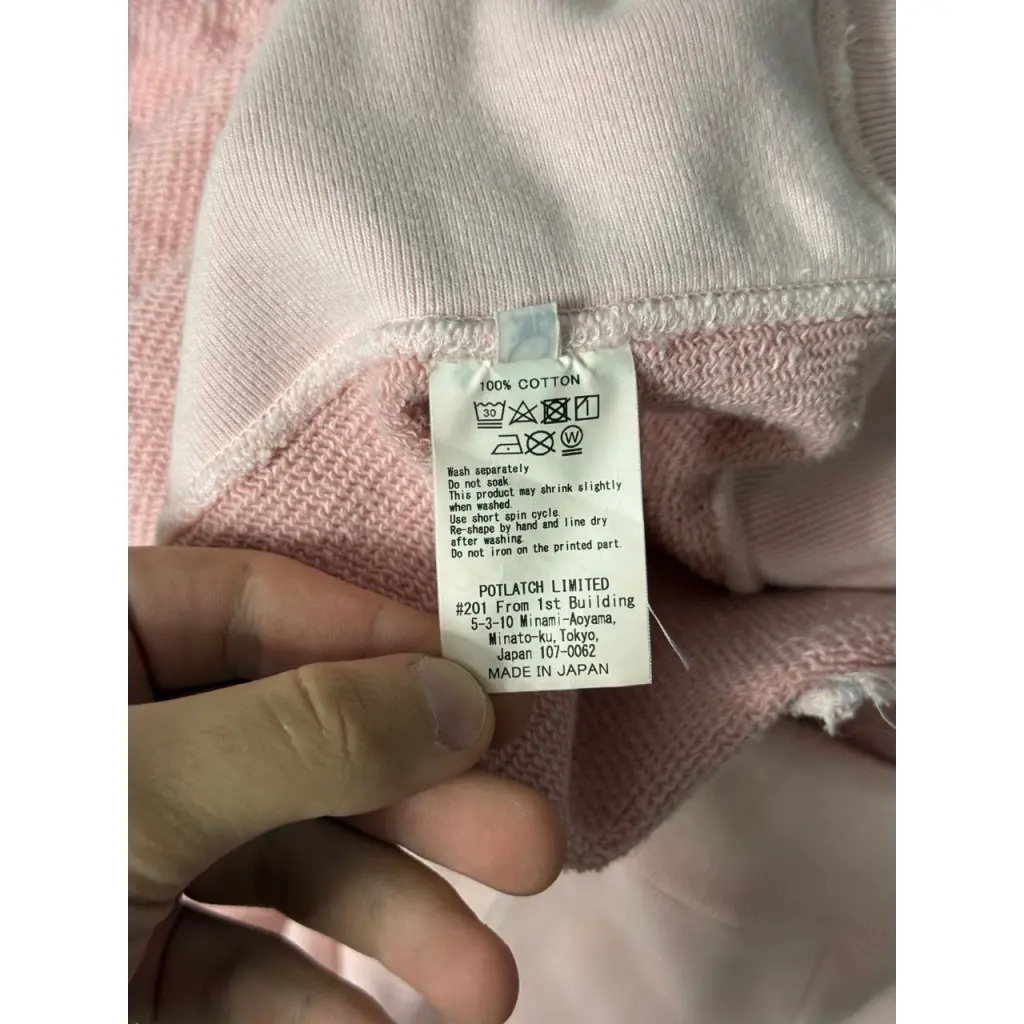 100% COTTON
30
W
Wash separately
Do not soak.
This product may shrink slightly
when washed.
Use short spin cycle.
Re-shape by hand and line dry
after washing.
Do not iron on the printed part.
POTLATCH LIMITED
#201 From 1st Building
5-3-10 Minami-Aoyama,
Minato-ku, Tokyo,
Japan 107-0062
MADE IN JAPAN